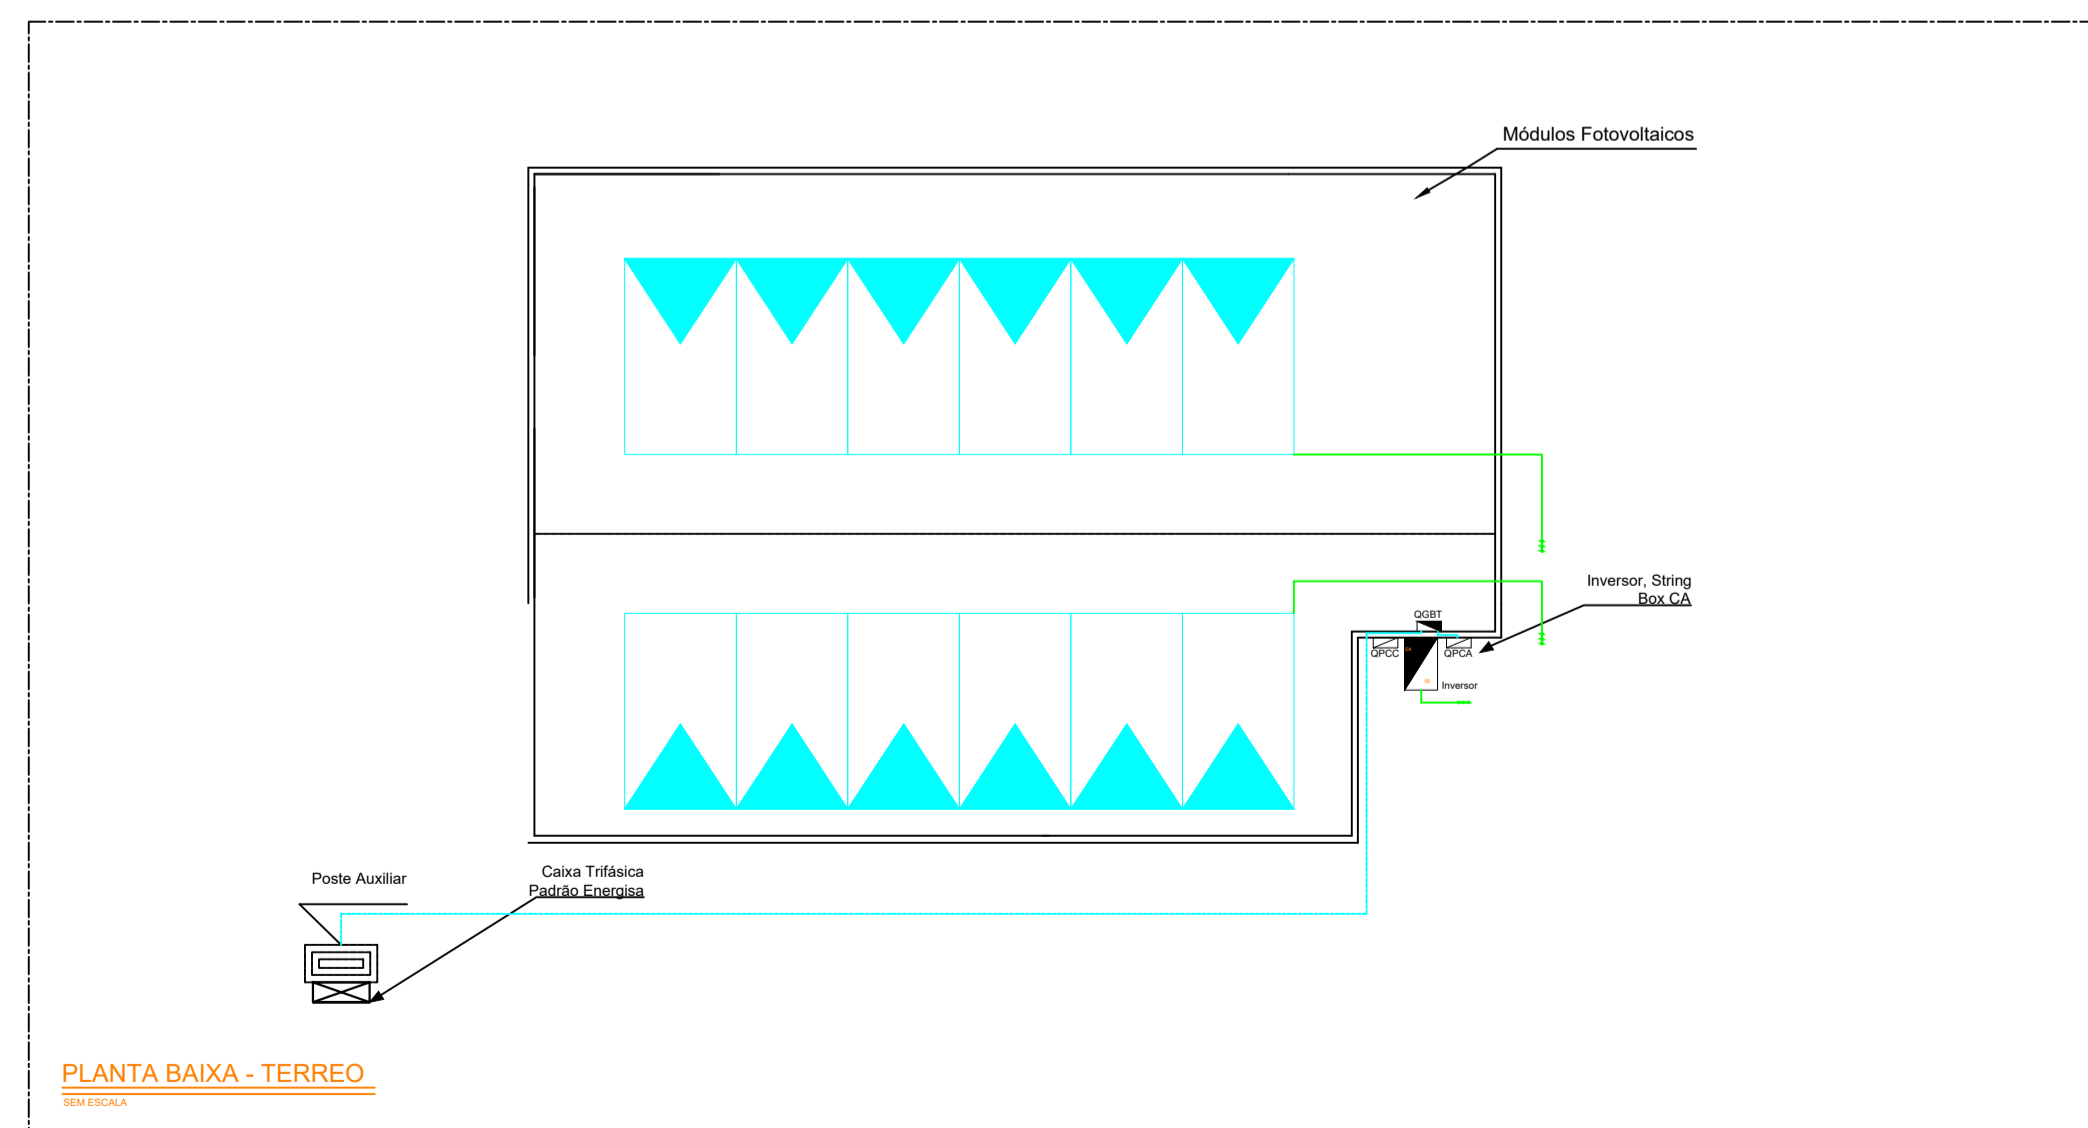 Módulos Fotovoltaicos
Inversor, String
Box CA
QGBT
QPCC
QPCA
Inversor
Poste Auxiliar
Caixa Trifásica
Padrão Energisa
PLANTA BAIXA - TERREO
SEM ESCALA